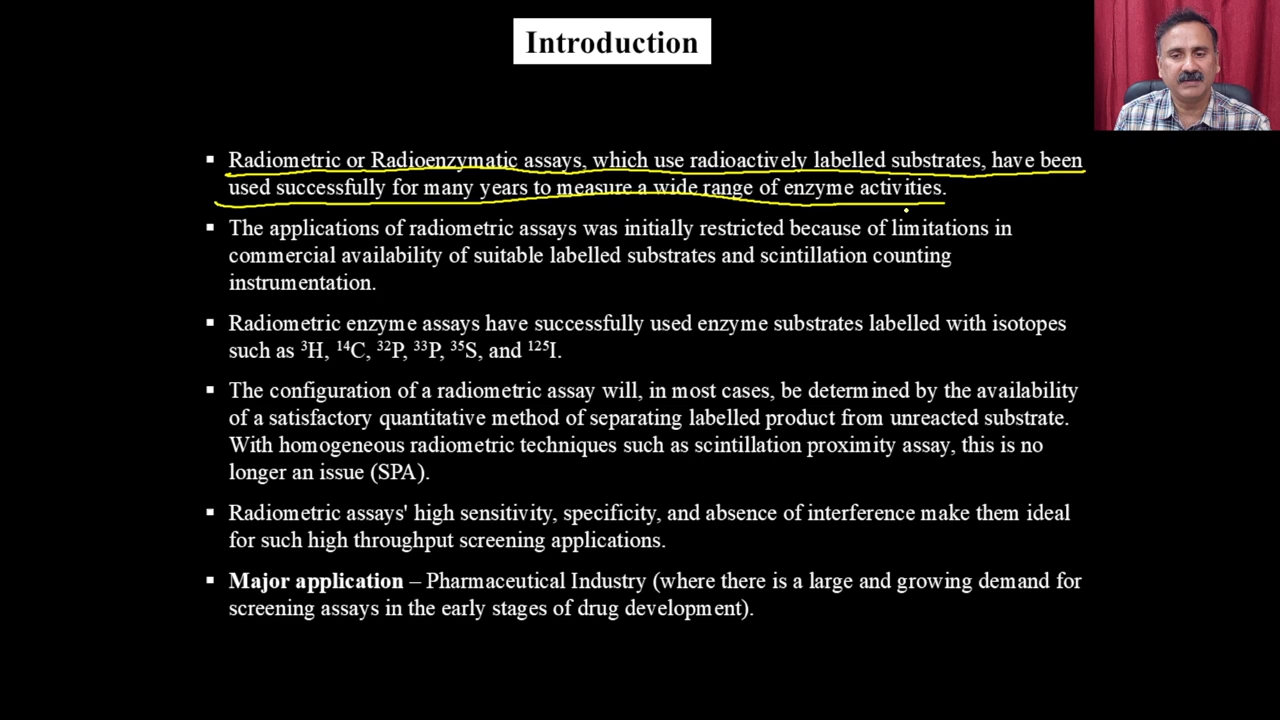 Introduction
▪ Radiometric or Radioenzymatic assays, which use radioactively labelled substrates, have been
used successfully for many years to measure a wide range of enzyme activities.
▪ The applications of radiometric assays was initially restricted because of limitations in
commercial availability of suitable labelled substrates and scintillation counting
instrumentation.
▪ Radiometric enzyme assays have successfully used enzyme substrates labelled with isotopes
such as ³H, ¹⁴C, ³²P, ³³P, ³⁵S, and ¹²⁵I.
▪ The configuration of a radiometric assay will, in most cases, be determined by the availability
of a satisfactory quantitative method of separating labelled product from unreacted substrate.
With homogeneous radiometric techniques such as scintillation proximity assay, this is no
longer an issue (SPA).
▪ Radiometric assays' high sensitivity, specificity, and absence of interference make them ideal
for such high throughput screening applications.
▪ Major application – Pharmaceutical Industry (where there is a large and growing demand for
screening assays in the early stages of drug development).